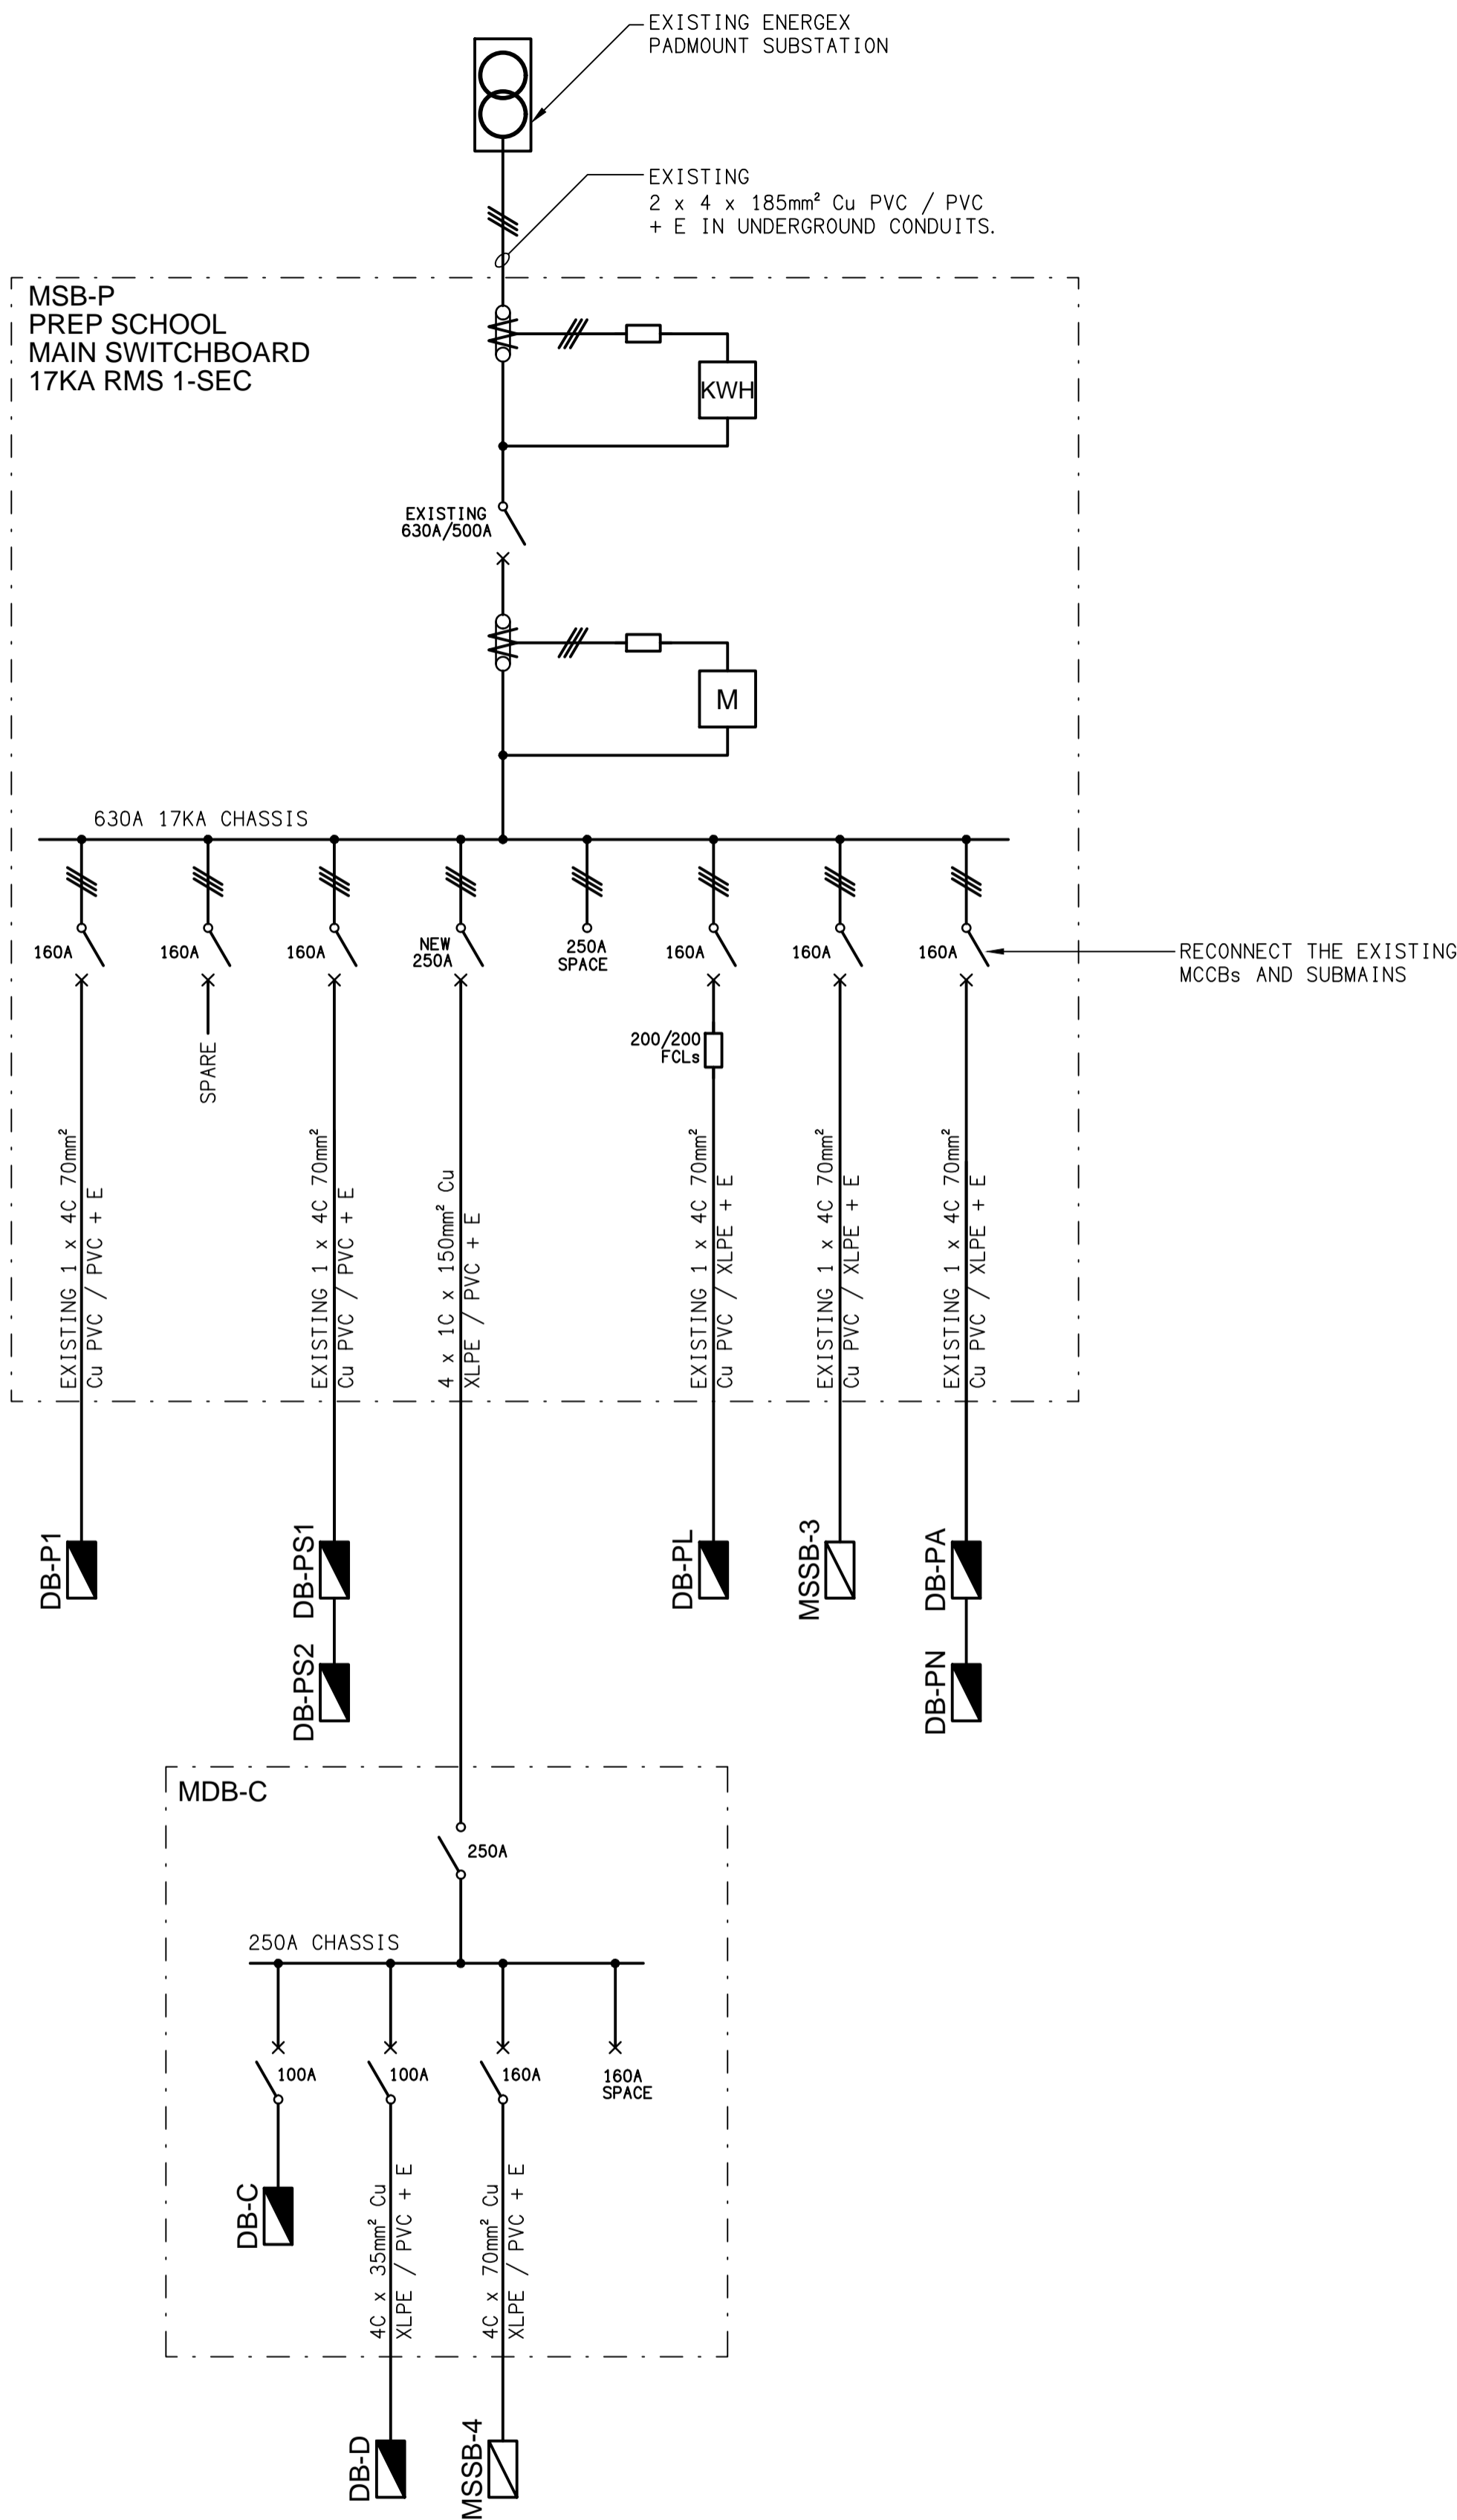 EXISTING ENERGEX
PADMOUNT SUBSTATION
EXISTING
2 x 4 x 185mm² Cu PVC / PVC
+ E IN UNDERGROUND CONDUITS.
MSB-P
PREP SCHOOL
MAIN SWITCHBOARD
17KA RMS 1-SEC
KWH
EXISTING
630A/500A
M
630A 17KA CHASSIS
160A
160A
160A
NEW
250A
250A
SPACE
160A
160A
160A
RECONNECT THE EXISTING
MCCBs AND SUBMAINS
200/200
FCLs
SPARE
EXISTING 1 x 4C 70mm²
Cu PVC / PVC + E
EXISTING 1 x 4C 70mm²
Cu PVC / PVC + E
4 x 1C x 150mm² Cu
XLPE / PVC + E
EXISTING 1 x 4C 70mm²
Cu PVC / XLPE + E
EXISTING 1 x 4C 70mm²
Cu PVC / XLPE + E
EXISTING 1 x 4C 70mm²
Cu PVC / XLPE + E
DB-P1
DB-PS1
DB-PL
MSSB-3
DB-PA
DB-PS2
DB-PN
MDB-C
250A
250A CHASSIS
100A
100A
160A
160A
SPACE
DB-C
4C x 35mm² Cu
XLPE / PVC + E
4C x 70mm² Cu
XLPE / PVC + E
DB-D
MSSB-4